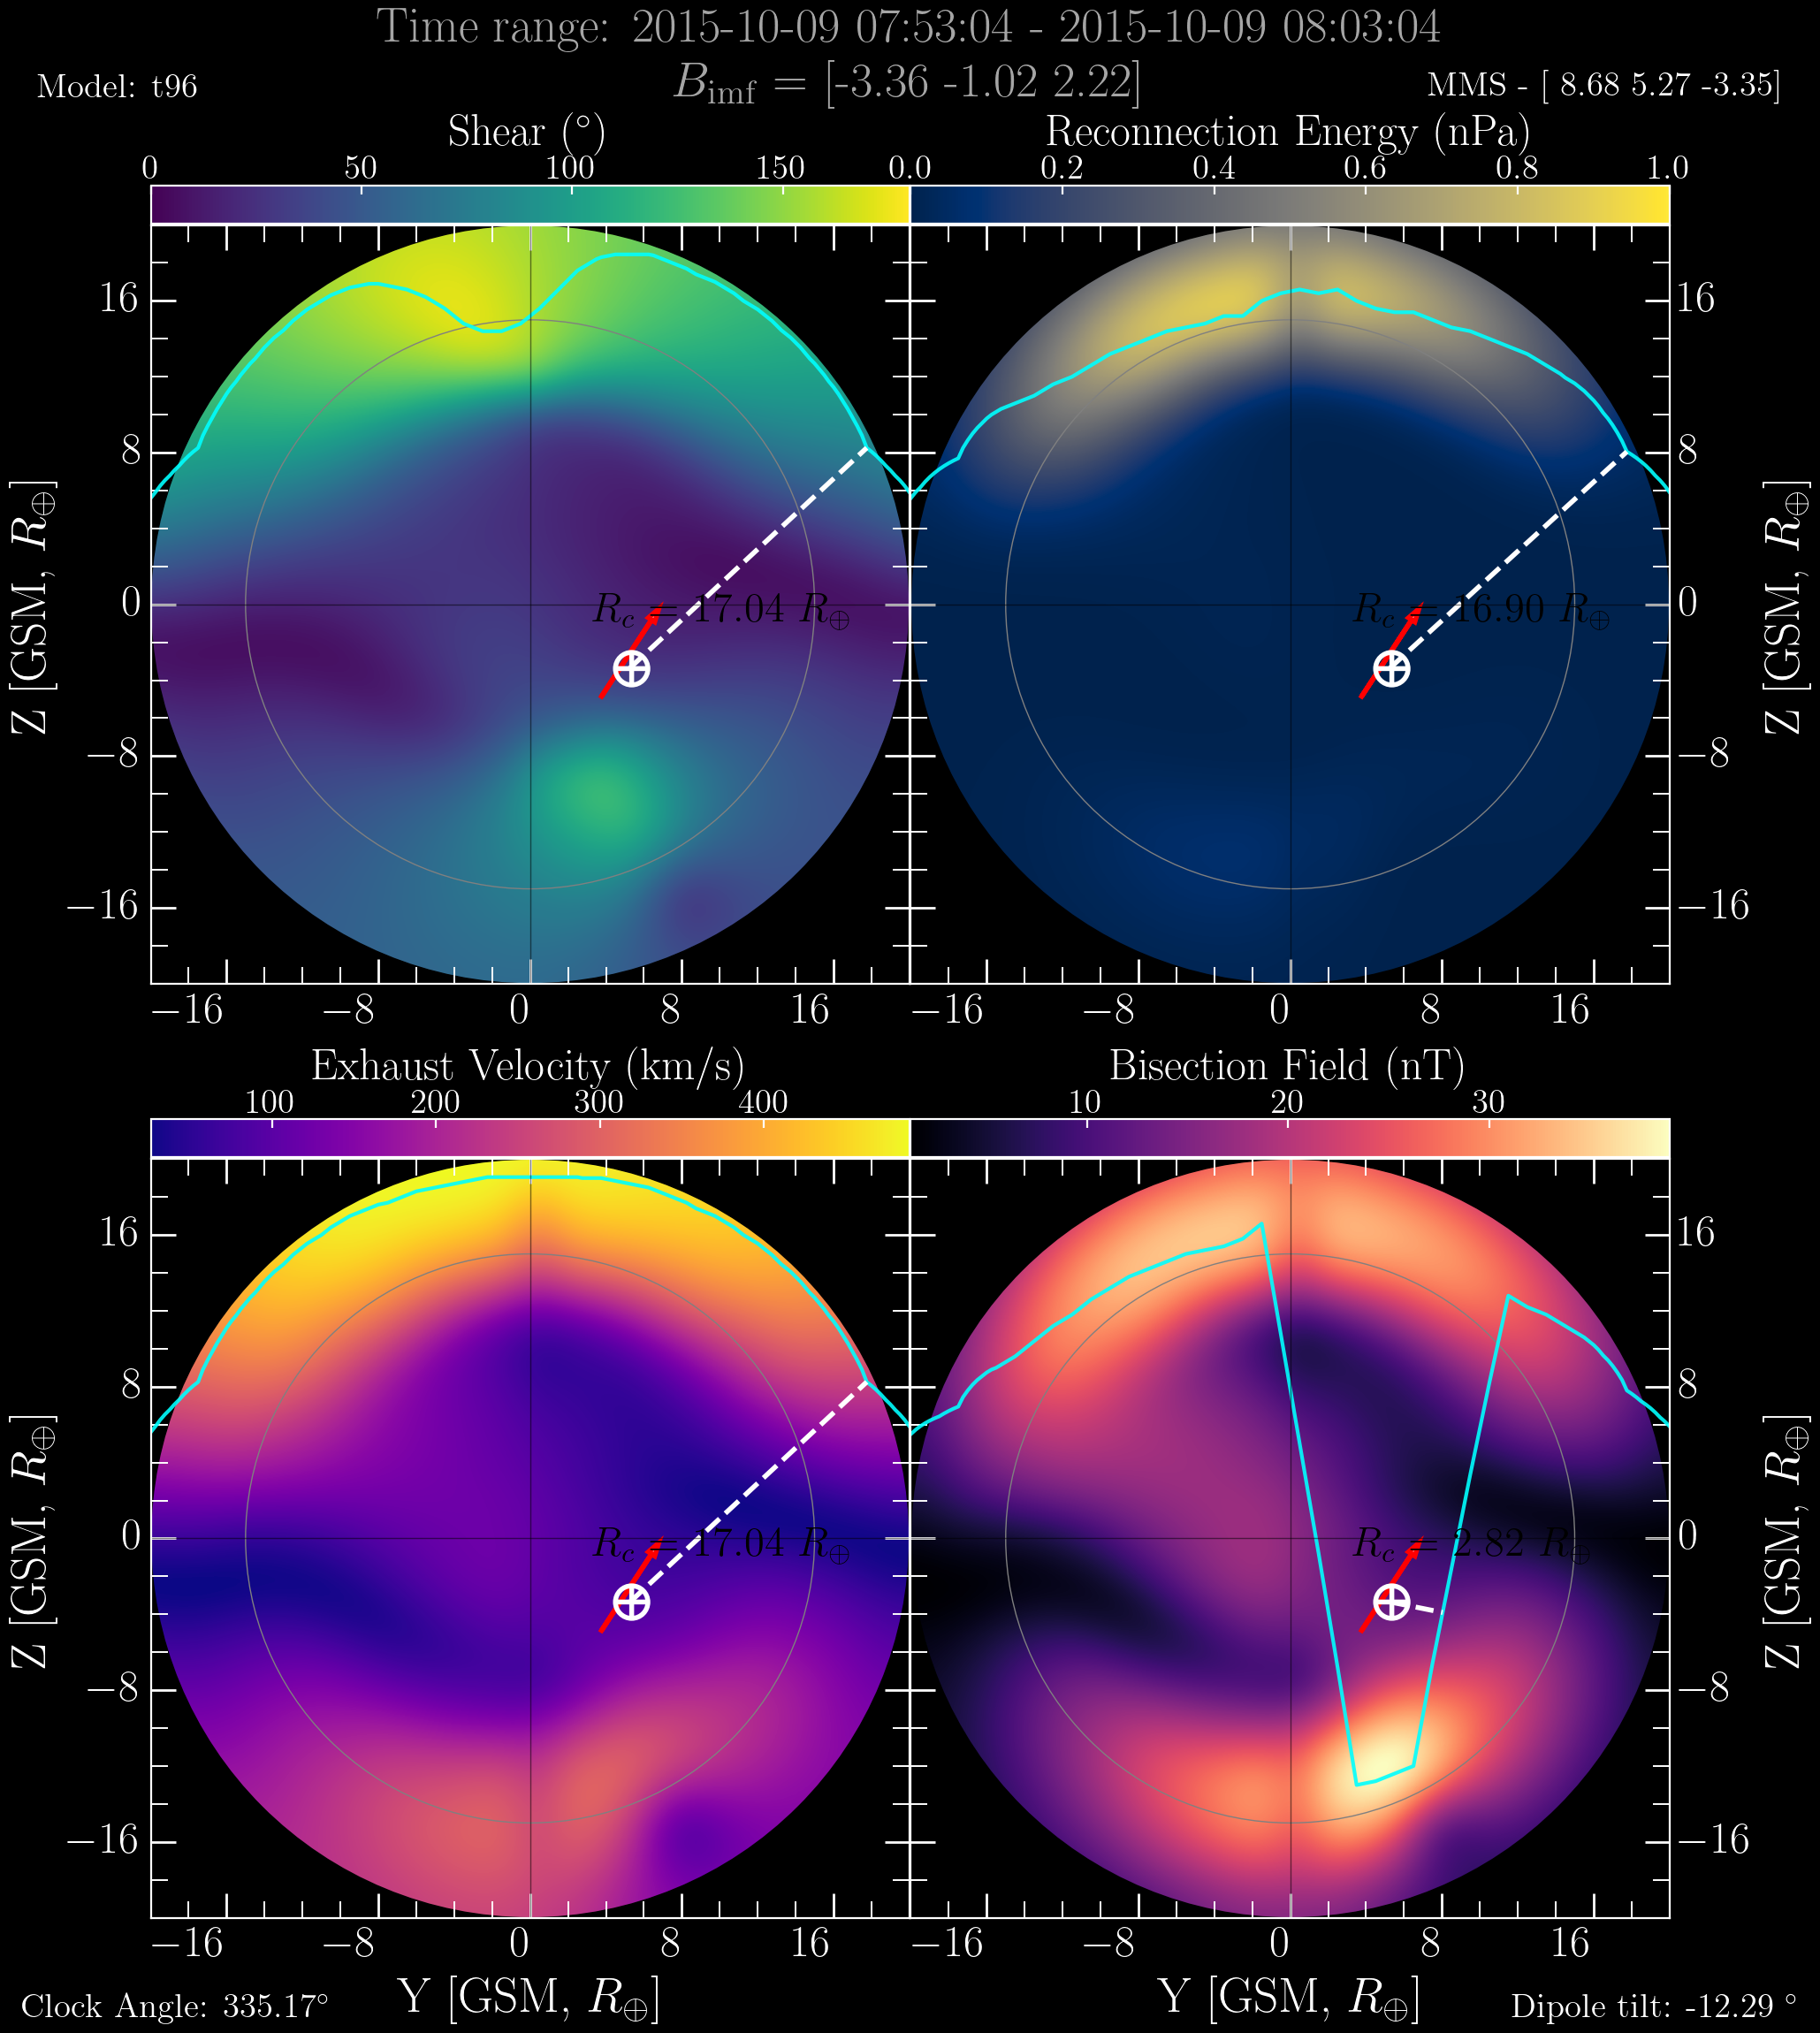 Time range: 2015-10-09 07:53:04 - 2015-10-09 08:03:04
Model: t96
B_imf = [-3.36 -1.02 2.22]
MMS - [ 8.68 5.27 -3.35]
Shear (°)
Reconnection Energy (nPa)
0 50 100 150
0.0 0.2 0.4 0.6 0.8 1.0
Z [GSM, R⊕]
16
8
0
−8
−16
R_c = 17.04 R⊕
R_c = 16.90 R⊕
16
8
0
−8
−16
Z [GSM, R⊕]
−16 −8 0 8 16
−16 −8 0 8 16
Exhaust Velocity (km/s)
Bisection Field (nT)
100 200 300 400
10 20 30
Z [GSM, R⊕]
16
8
0
−8
−16
R_c = 17.04 R⊕
R_c = 2.82 R⊕
16
8
0
−8
−16
Z [GSM, R⊕]
−16 −8 0 8 16
−16 −8 0 8 16
Y [GSM, R⊕]
Y [GSM, R⊕]
Clock Angle: 335.17°
Dipole tilt: -12.29 °